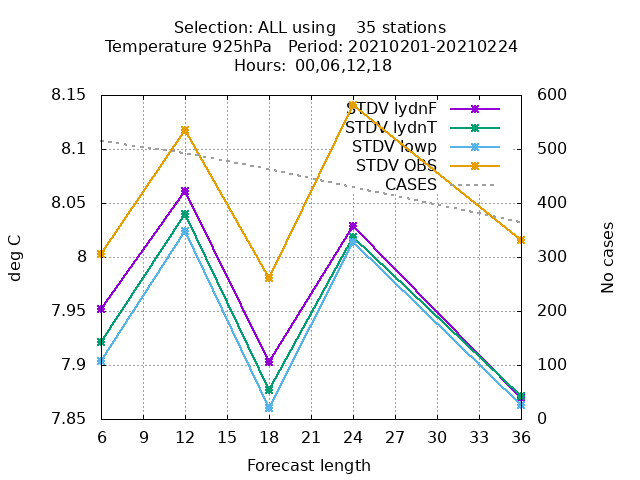 Selection: ALL using 35 stations
Temperature 925hPa Period: 20210201-20210224
Hours: 00,06,12,18
8.15
8.1
8.05
8
7.95
7.9
7.85
deg C
STDV lydnF
STDV lydnT
STDV iowp
STDV OBS
CASES
600
500
400
300
200
100
0
No cases
6 9 12 15 18 21 24 27 30 33 36
Forecast length